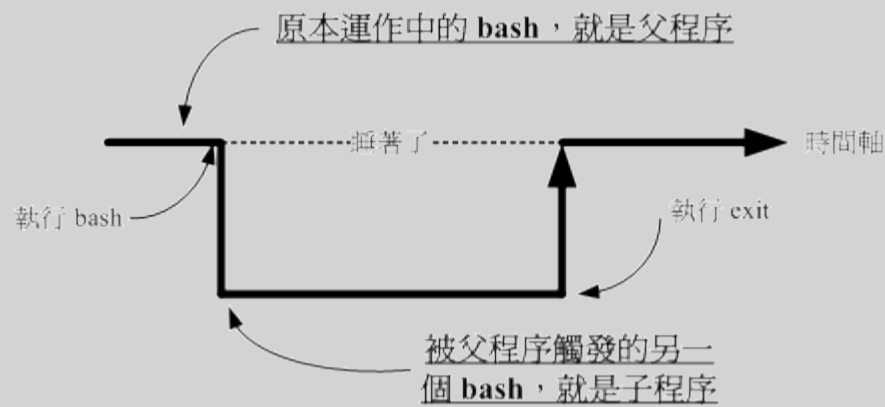 原本運作中的 bash，就是父程序
睡著了
時間軸
執行 bash
執行 exit
被父程序觸發的另一
個 bash，就是子程序